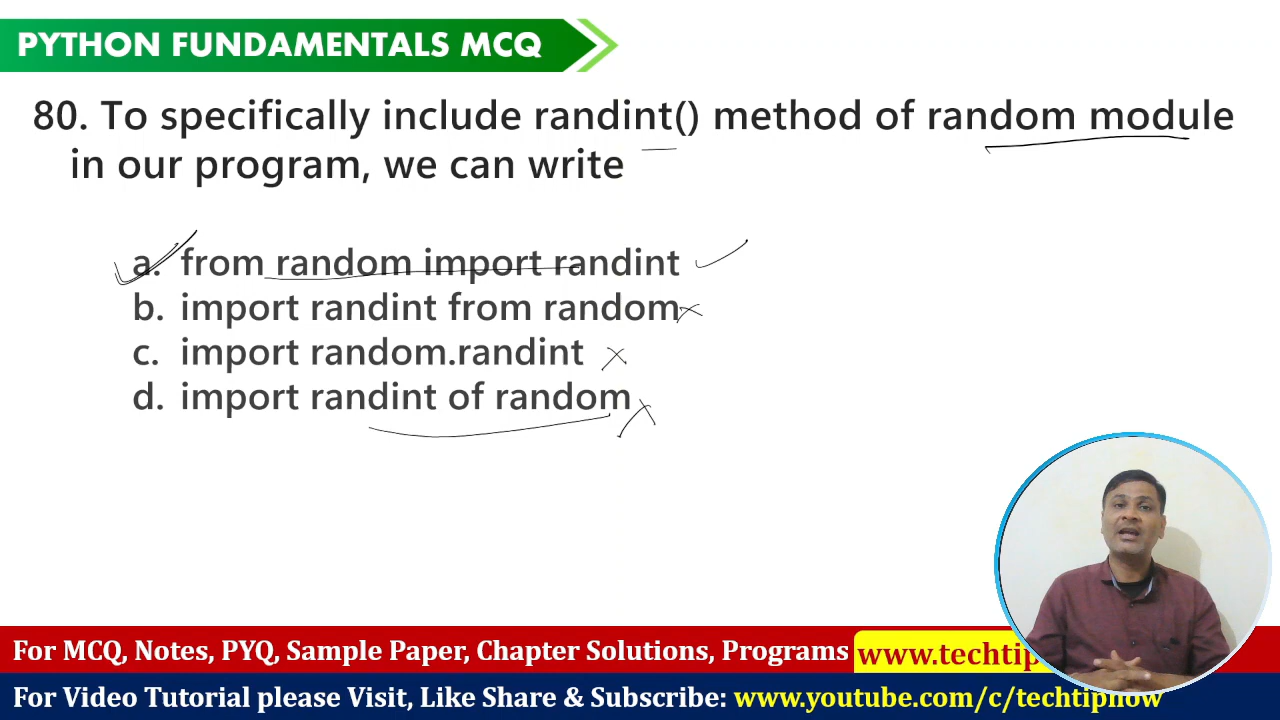 PYTHON FUNDAMENTALS MCQ
80. To specifically include randint() method of random module
in our program, we can write
a. from random import randint
b. import randint from random
c. import random.randint
d. import randint of random
For MCQ, Notes, PYQ, Sample Paper, Chapter Solutions, Programs www.techtip
For Video Tutorial please Visit, Like Share & Subscribe: www.youtube.com/c/techtipnow